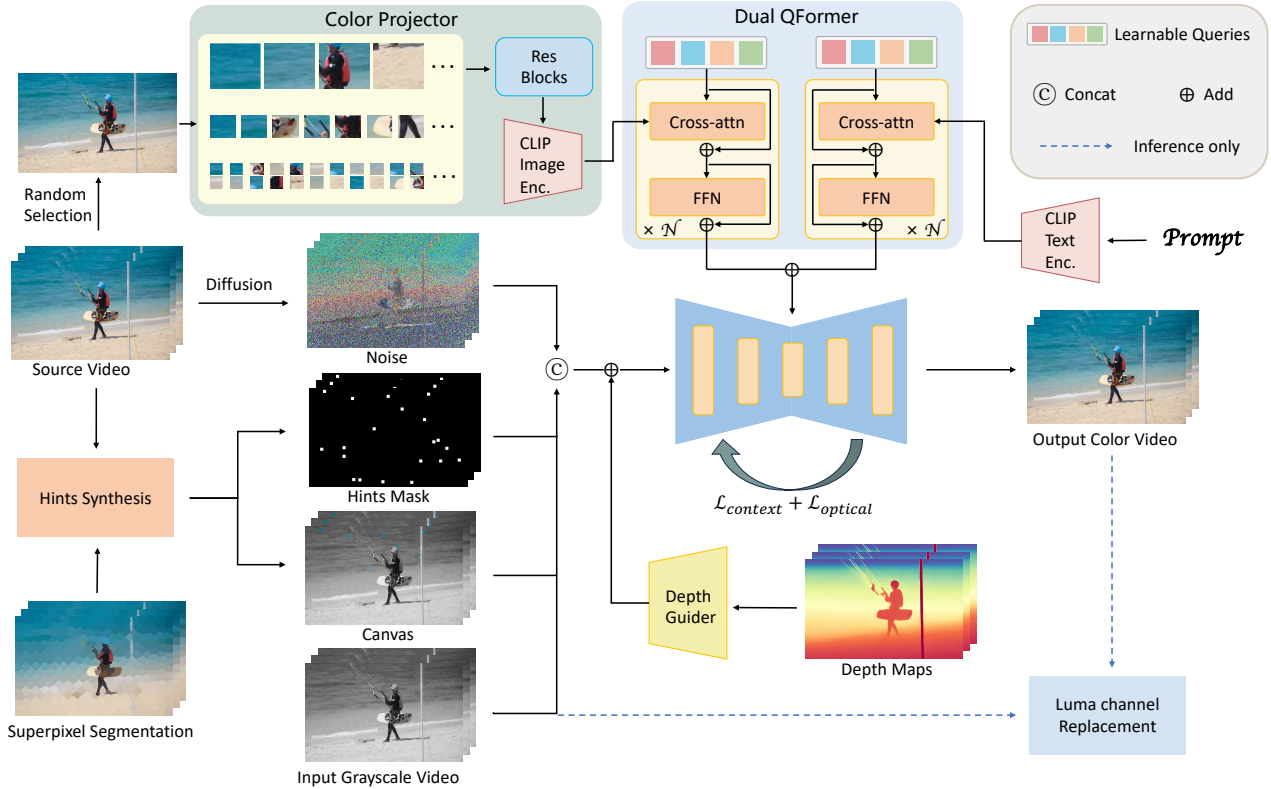 Color Projector
Dual QFormer
Learnable Queries
C Concat
⊕ Add
Inference only
Res
Blocks
CLIP
Image
Enc.
Cross-attn
FFN
× N
Cross-attn
FFN
× N
CLIP
Text
Enc.
Prompt
Random
Selection
Diffusion
Source Video
Noise
C
Hints Synthesis
Hints Mask
Canvas
Superpixel Segmentation
Input Grayscale Video
ℒcontext + ℒoptical
Depth
Guider
Depth Maps
Output Color Video
Luma channel
Replacement